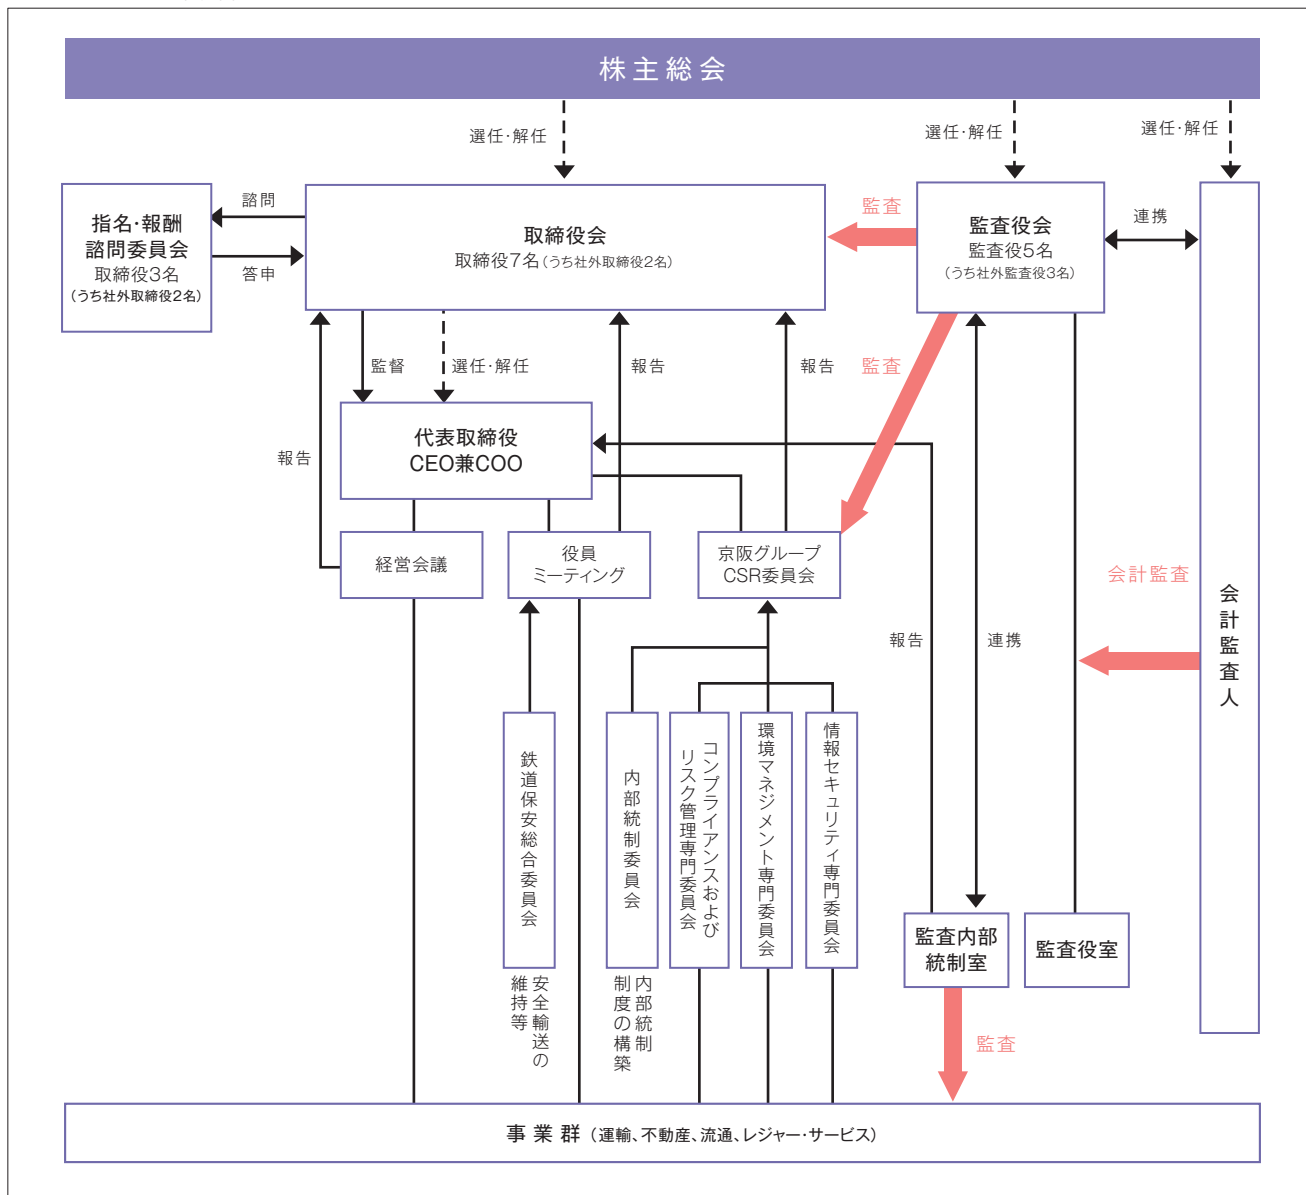 株主総会
選任・解任
選任・解任
選任・解任
指名・報酬
諮問委員会
取締役3名
(うち社外取締役2名)
諮問
答申
取締役会
取締役7名(うち社外取締役2名)
監査
監査役会
監査役5名
(うち社外監査役3名)
連携
監督
選任・解任
報告
報告
監査
報告
代表取締役
CEO兼COO
経営会議
役員
ミーティング
京阪グループ
CSR委員会
会計監査
会計監査人
報告
連携
鉄道保安総合委員会
安全輸送の
維持等
内部統制委員会
内部統制
制度の構築
コンプライアンスおよび
リスク管理専門委員会
環境マネジメント専門委員会
情報セキュリティ専門委員会
監査内部
統制室
監査役室
監査
事業群(運輸、不動産、流通、レジャー・サービス)